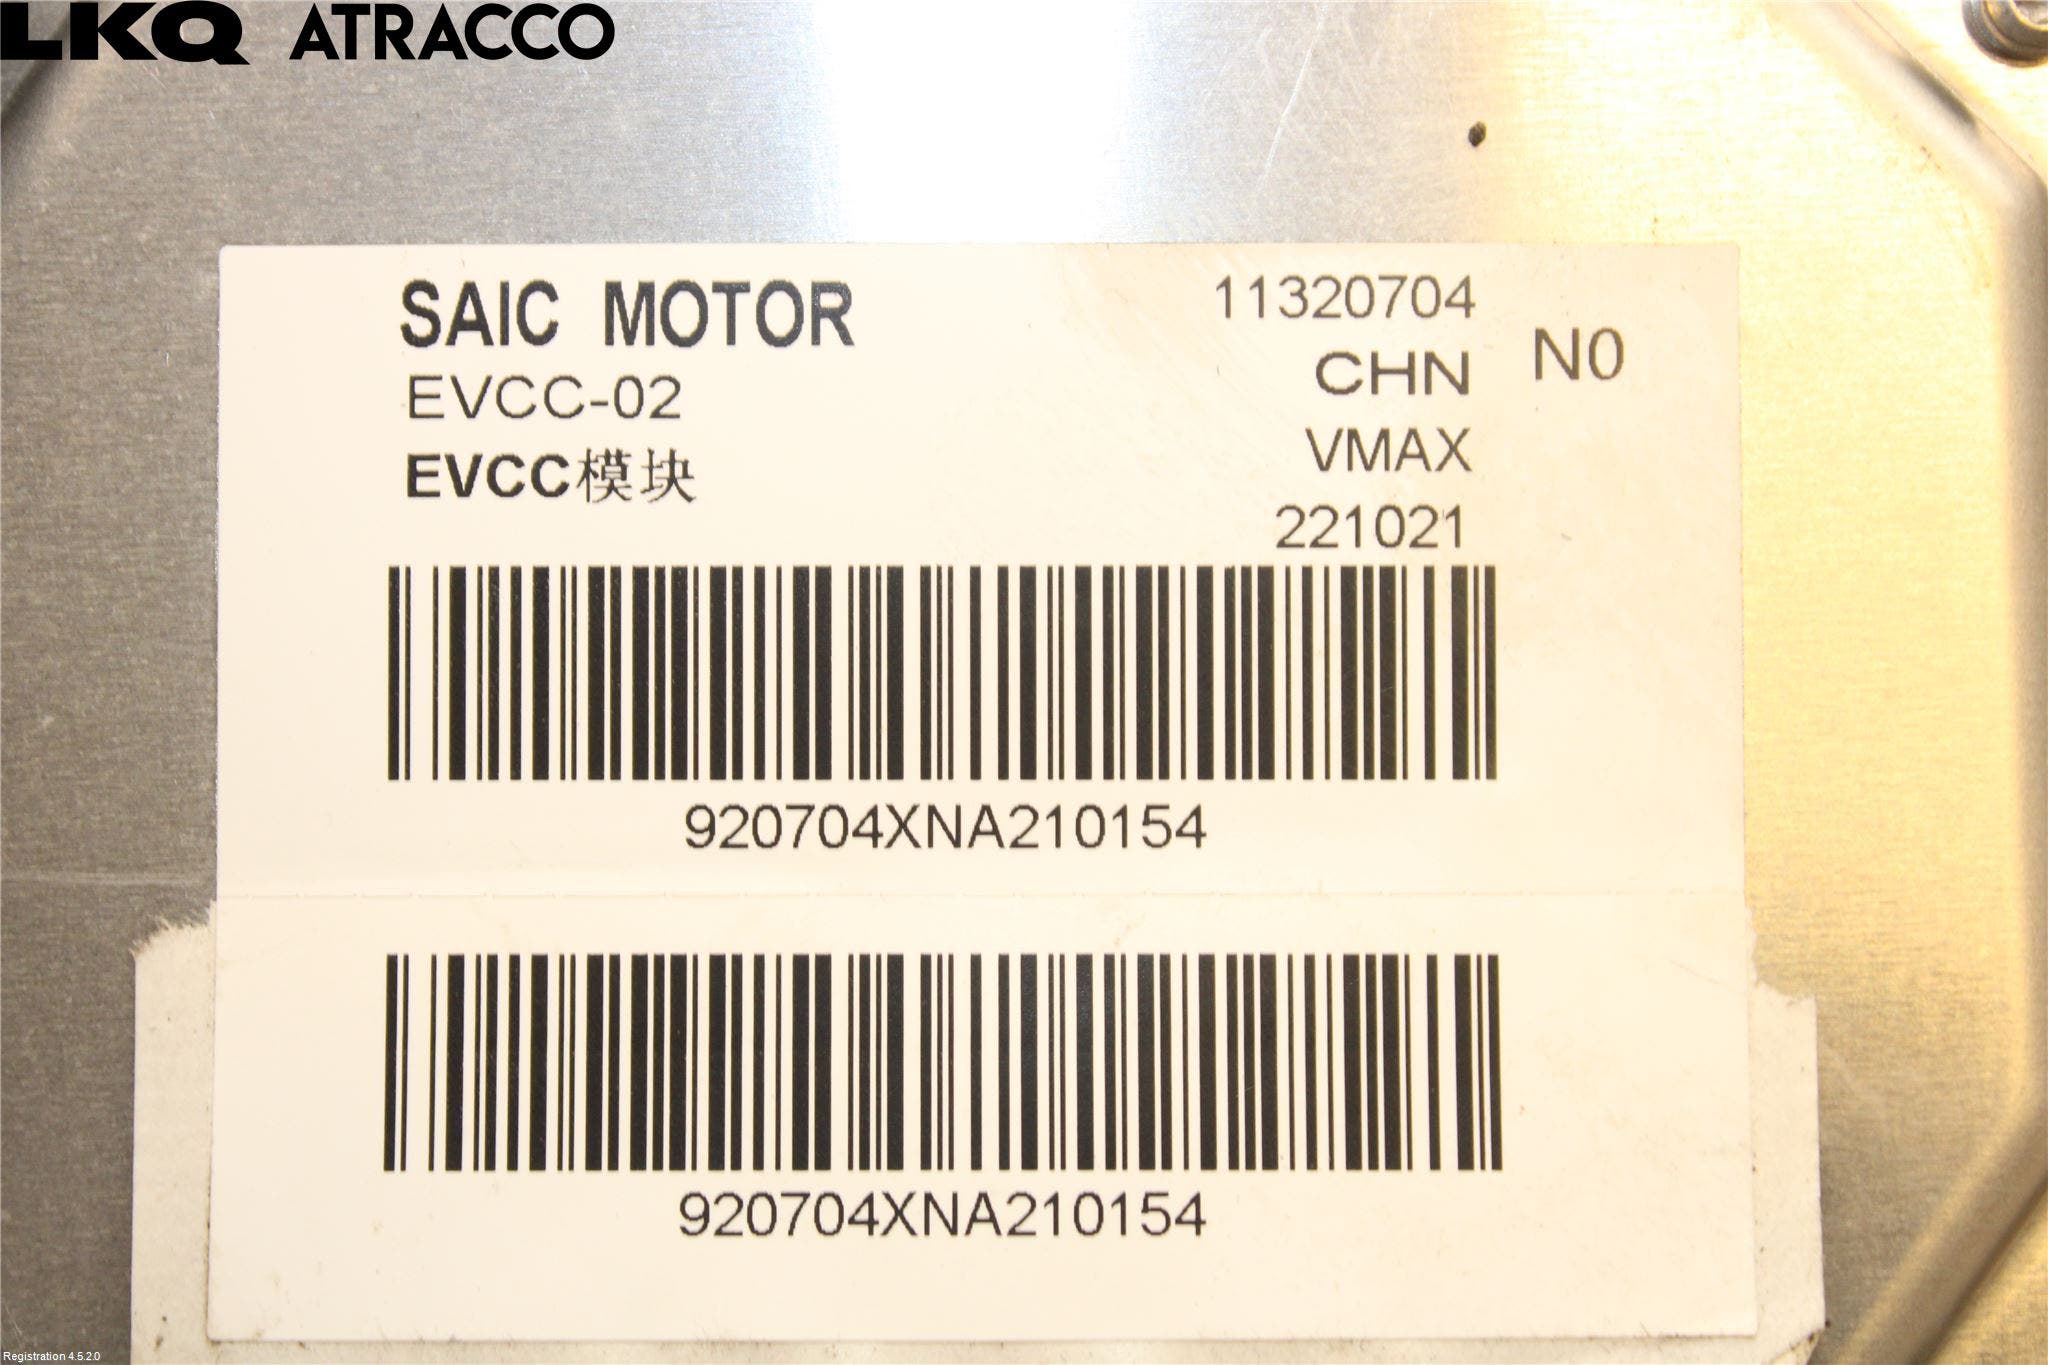 LKQ ATRACCO
SAIC MOTOR
11320704
EVCC-02
CHN
N0
EVCC模块
VMAX
221021
920704XNA210154
920704XNA210154
Registration 4.5.2.0